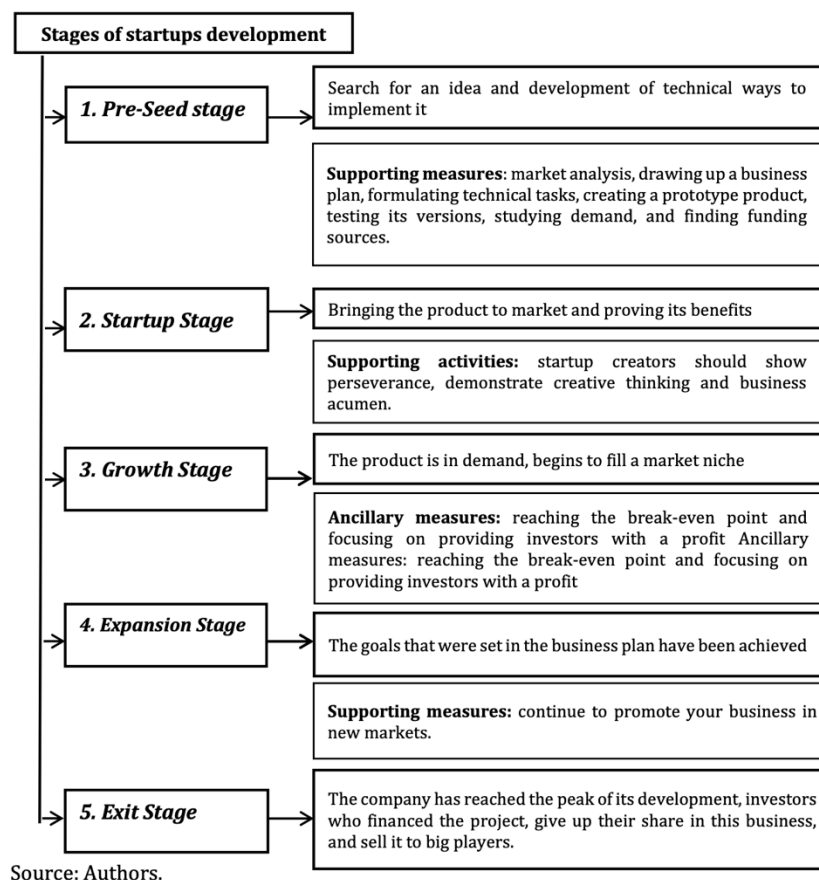 Stages of startups development
1. Pre-Seed stage
Search for an idea and development of technical ways to
implement it
Supporting measures: market analysis, drawing up a business
plan, formulating technical tasks, creating a prototype product,
testing its versions, studying demand, and finding funding
sources.
2. Startup Stage
Bringing the product to market and proving its benefits
Supporting activities: startup creators should show
perseverance, demonstrate creative thinking and business
acumen.
3. Growth Stage
The product is in demand, begins to fill a market niche
Ancillary measures: reaching the break-even point and
focusing on providing investors with a profit Ancillary
measures: reaching the break-even point and focusing on
providing investors with a profit
4. Expansion Stage
The goals that were set in the business plan have been achieved
Supporting measures: continue to promote your business in
new markets.
5. Exit Stage
The company has reached the peak of its development, investors
who financed the project, give up their share in this business,
and sell it to big players.
Source: Authors.